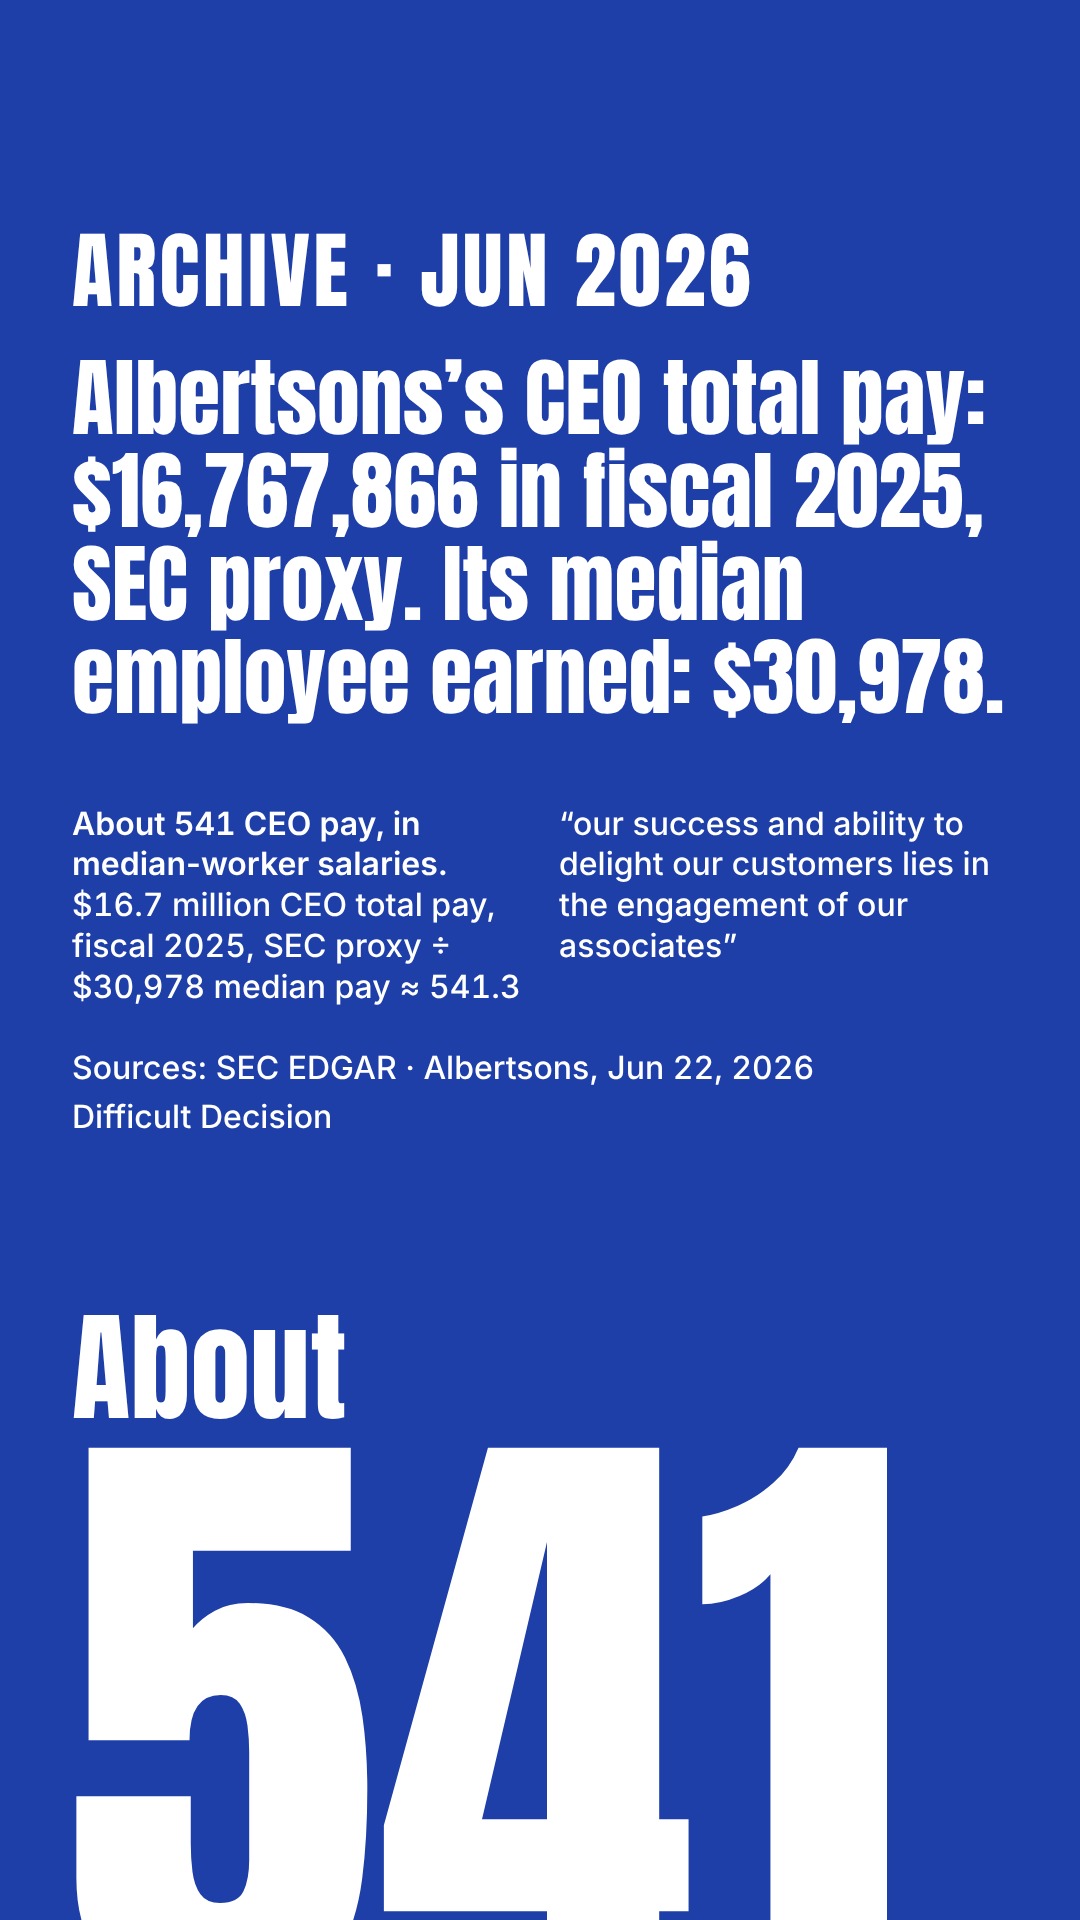 ARCHIVE · JUN 2026
Albertsons’s CEO total pay:
$16,767,866 in fiscal 2025,
SEC proxy. Its median
employee earned: $30,978.
About 541 CEO pay, in
median-worker salaries.
$16.7 million CEO total pay,
fiscal 2025, SEC proxy ÷
$30,978 median pay ≈ 541.3
“our success and ability to
delight our customers lies in
the engagement of our
associates”
Sources: SEC EDGAR · Albertsons, Jun 22, 2026
Difficult Decision
About
541